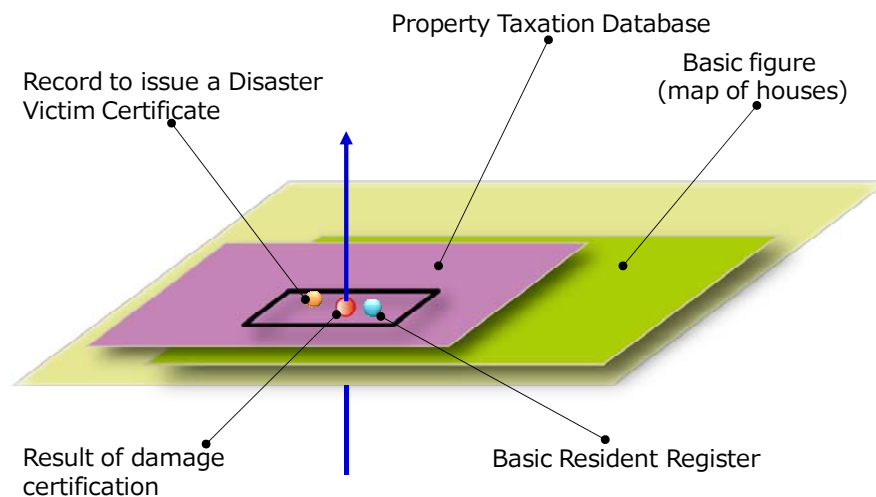 Property Taxation Database
Basic figure
(map of houses)
Record to issue a Disaster
Victim Certificate
Result of damage
certification
Basic Resident Register